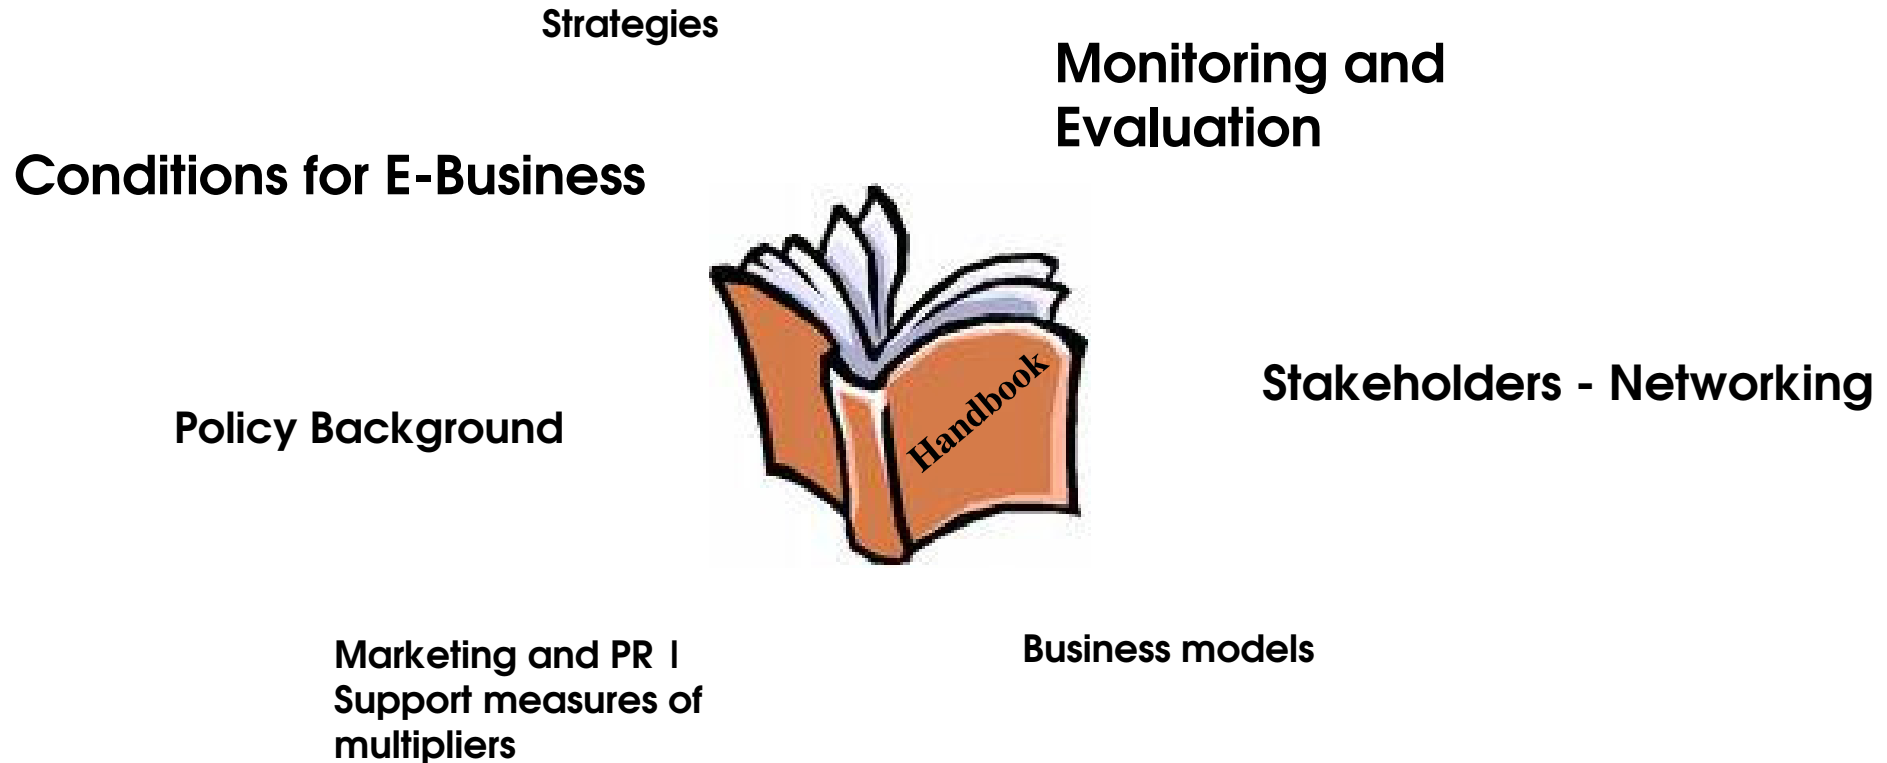 Strategies
Monitoring and
Evaluation
Conditions for E-Business
Handbook
Stakeholders - Networking
Policy Background
Marketing and PR |
Support measures of
multipliers
Business models